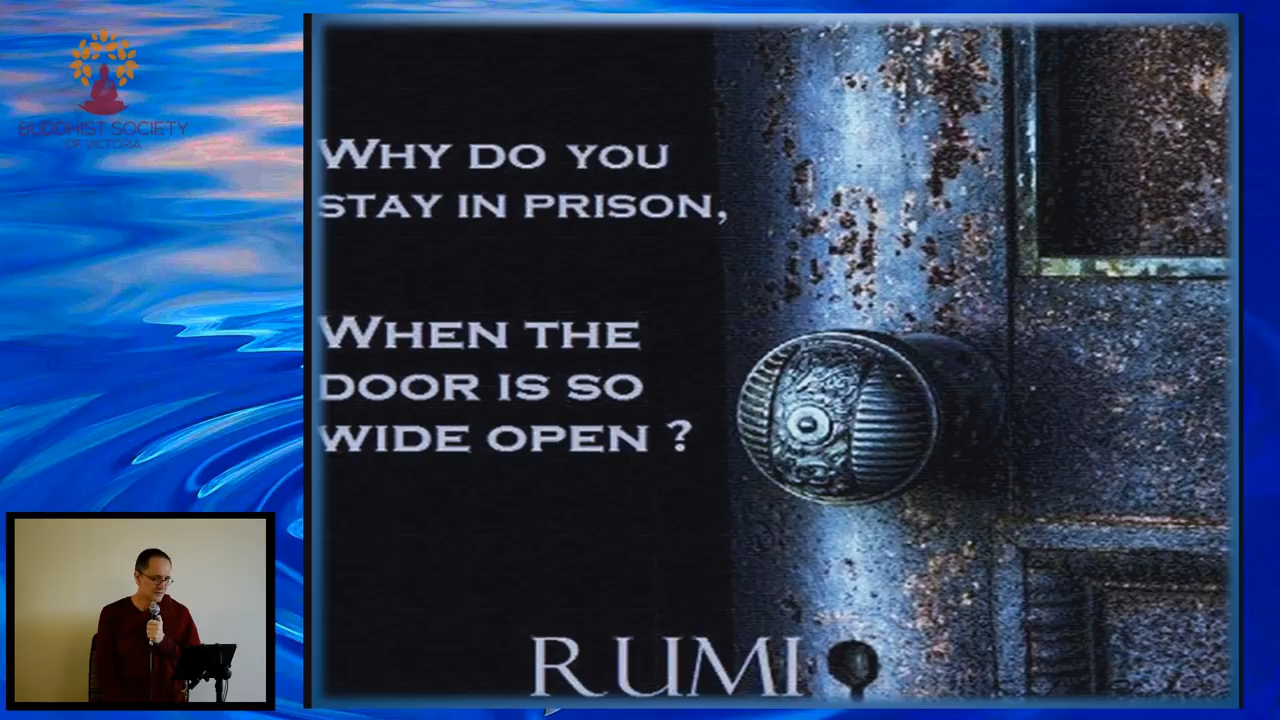 BUDDHIST SOCIETY
OF VICTORIA
WHY DO YOU
STAY IN PRISON,
WHEN THE
DOOR IS SO
WIDE OPEN ?
RUMI